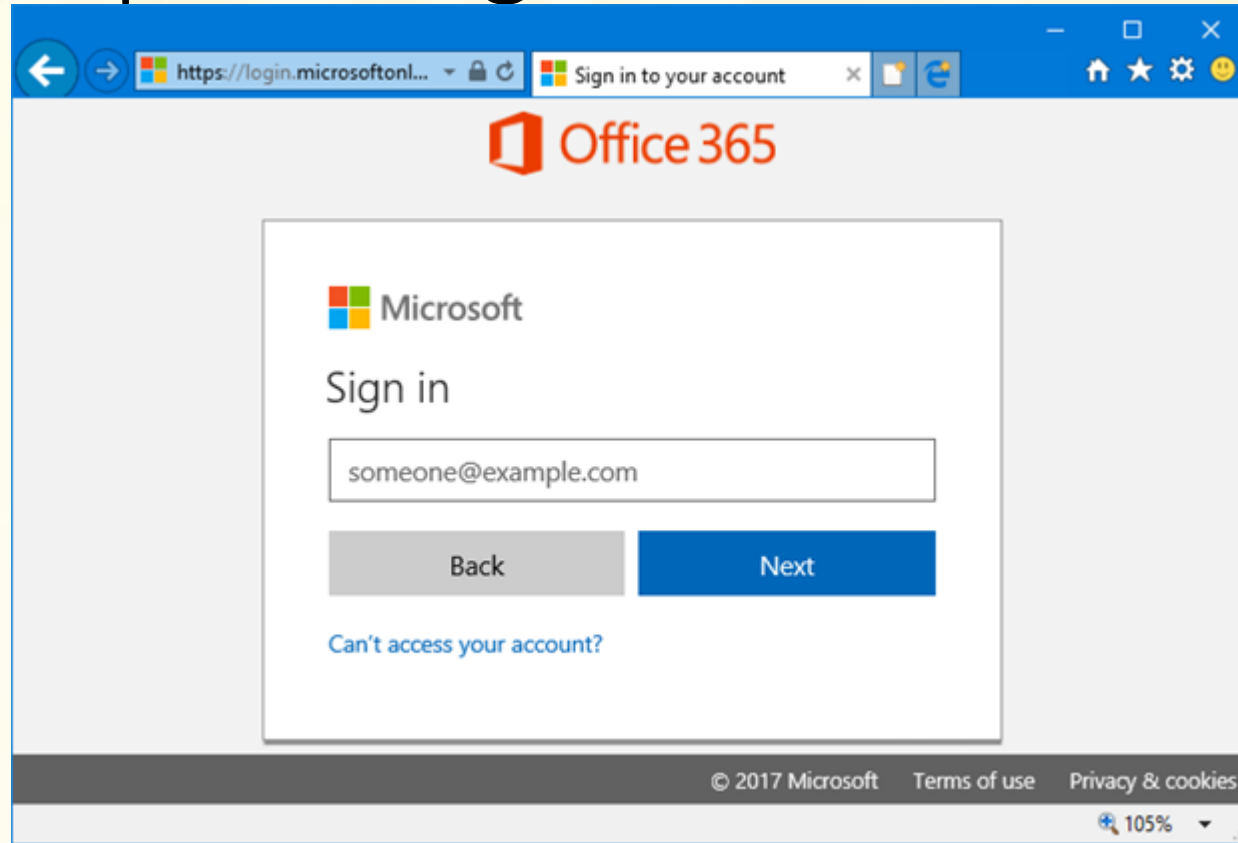 https://login.microsoftonl... Sign in to your account
Office 365
Microsoft
Sign in
someone@example.com
Back Next
Can't access your account?
© 2017 Microsoft Terms of use Privacy & cookies
105%